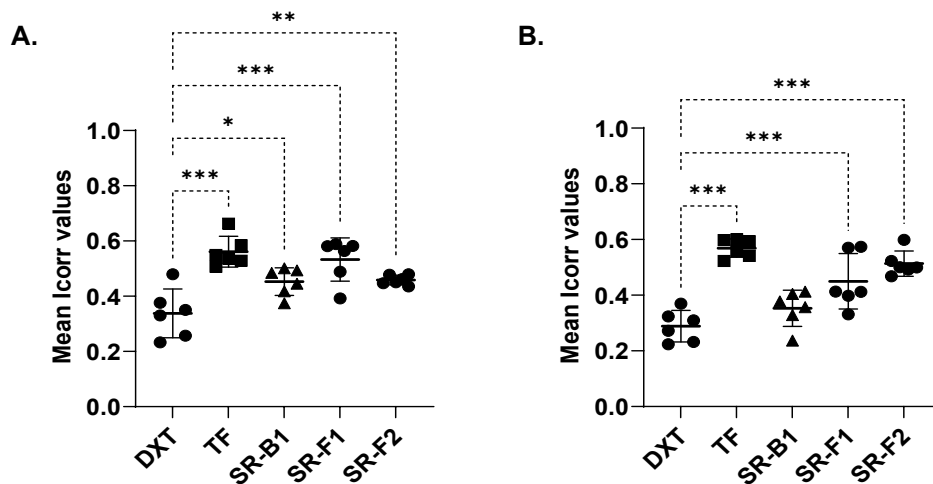 A.
**
***
*
***
Mean Icorr values
1.0
0.8
0.6
0.4
0.2
0.0
DXT
TF
SR-B1
SR-F1
SR-F2
B.
***
***
***
Mean Icorr values
1.0
0.8
0.6
0.4
0.2
0.0
DXT
TF
SR-B1
SR-F1
SR-F2